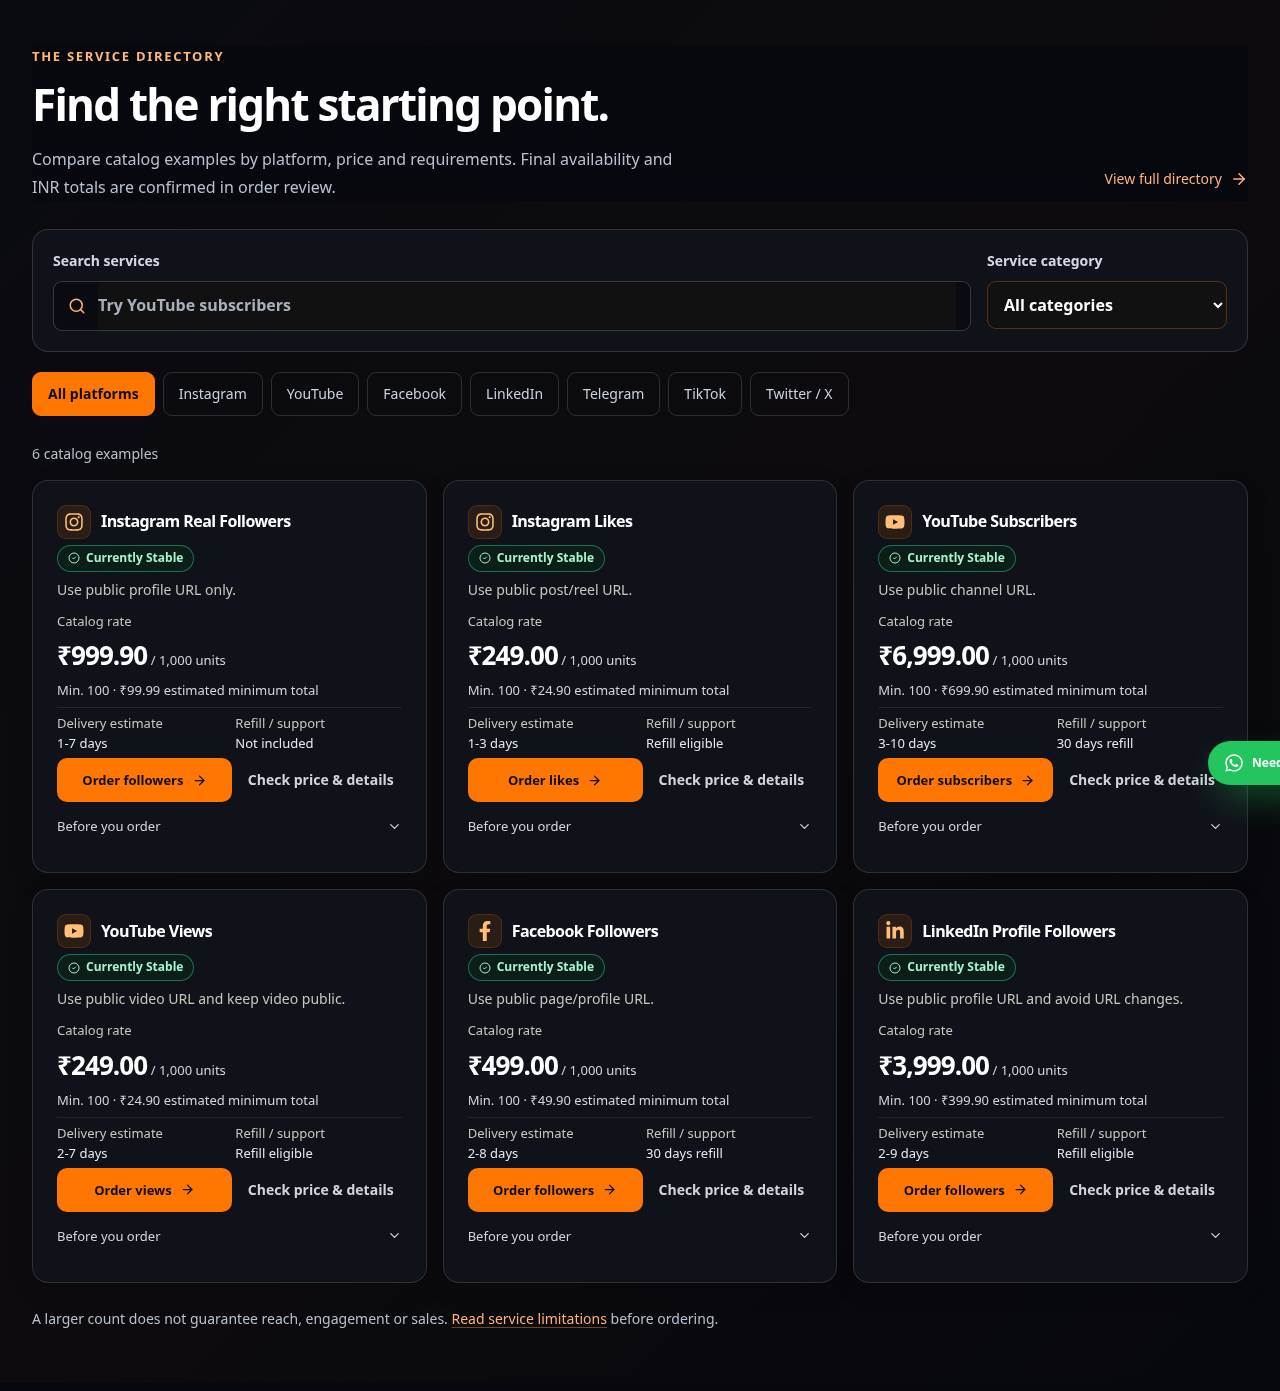 THE SERVICE DIRECTORY
Find the right starting point.
Compare catalog examples by platform, price and requirements. Final availability and
INR totals are confirmed in order review.
View full directory
Search services
Service category
Try YouTube subscribers
All categories
All platforms
Instagram
YouTube
Facebook
LinkedIn
Telegram
TikTok
Twitter / X
6 catalog examples
Instagram Real Followers
Currently Stable
Use public profile URL only.
Catalog rate
₹999.90 / 1,000 units
Min. 100 · ₹99.99 estimated minimum total
Delivery estimate
1-7 days
Refill / support
Not included
Order followers
Check price & details
Before you order
Instagram Likes
Currently Stable
Use public post/reel URL.
Catalog rate
₹249.00 / 1,000 units
Min. 100 · ₹24.90 estimated minimum total
Delivery estimate
1-3 days
Refill / support
Refill eligible
Order likes
Check price & details
Before you order
YouTube Subscribers
Currently Stable
Use public channel URL.
Catalog rate
₹6,999.00 / 1,000 units
Min. 100 · ₹699.90 estimated minimum total
Delivery estimate
3-10 days
Refill / support
30 days refill
Order subscribers
Check price & details
Before you order
YouTube Views
Currently Stable
Use public video URL and keep video public.
Catalog rate
₹249.00 / 1,000 units
Min. 100 · ₹24.90 estimated minimum total
Delivery estimate
2-7 days
Refill / support
Refill eligible
Order views
Check price & details
Before you order
Facebook Followers
Currently Stable
Use public page/profile URL.
Catalog rate
₹499.00 / 1,000 units
Min. 100 · ₹49.90 estimated minimum total
Delivery estimate
2-8 days
Refill / support
30 days refill
Order followers
Check price & details
Before you order
LinkedIn Profile Followers
Currently Stable
Use public profile URL and avoid URL changes.
Catalog rate
₹3,999.00 / 1,000 units
Min. 100 · ₹399.90 estimated minimum total
Delivery estimate
2-9 days
Refill / support
Refill eligible
Order followers
Check price & details
Before you order
A larger count does not guarantee reach, engagement or sales. Read service limitations before ordering.